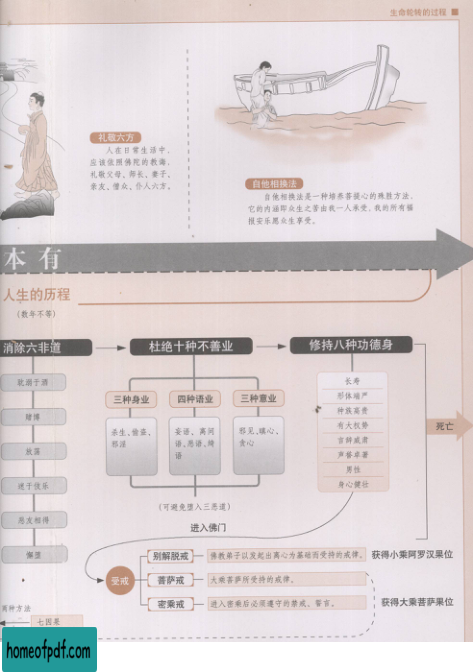 生命轮转的过程
礼敬六方
人在日常生活中,
应该依照佛陀的教诲,
礼敬父母、师长、妻子、
亲友、僧众、仆人六方。
自他相换法
自他相换法是一种培养菩提心的殊胜方法,
它的内涵即众生之苦由我一人承受,我的所有福
报安乐愿众生享受。
本有
人生的历程
(数年不等)
消除六非道
杜绝十种不善业
修持八种功德身
耽溺于酒
赌博
放荡
迷于伎乐
恶友相得
懈怠
三种身业
四种语业
三种意业
杀生、偷盗、
邪淫
妄语、离间
语、恶语、绮
语
邪见、嗔心、
贪心
(可避免堕入三恶道)
长寿
形体端严
种族高贵
有大权势
言辞威肃
声誉卓著
男性
身心健壮
死亡
进入佛门
受戒
别解脱戒
佛教弟子以发起出离心为基础而受持的戒律。
获得小乘阿罗汉果位
菩萨戒
大乘菩萨所受持的戒律。
密乘戒
进入密乘后必须遵守的禁戒、誓言。
获得大乘菩萨果位
两种方法
七因果
homeofpdf.com